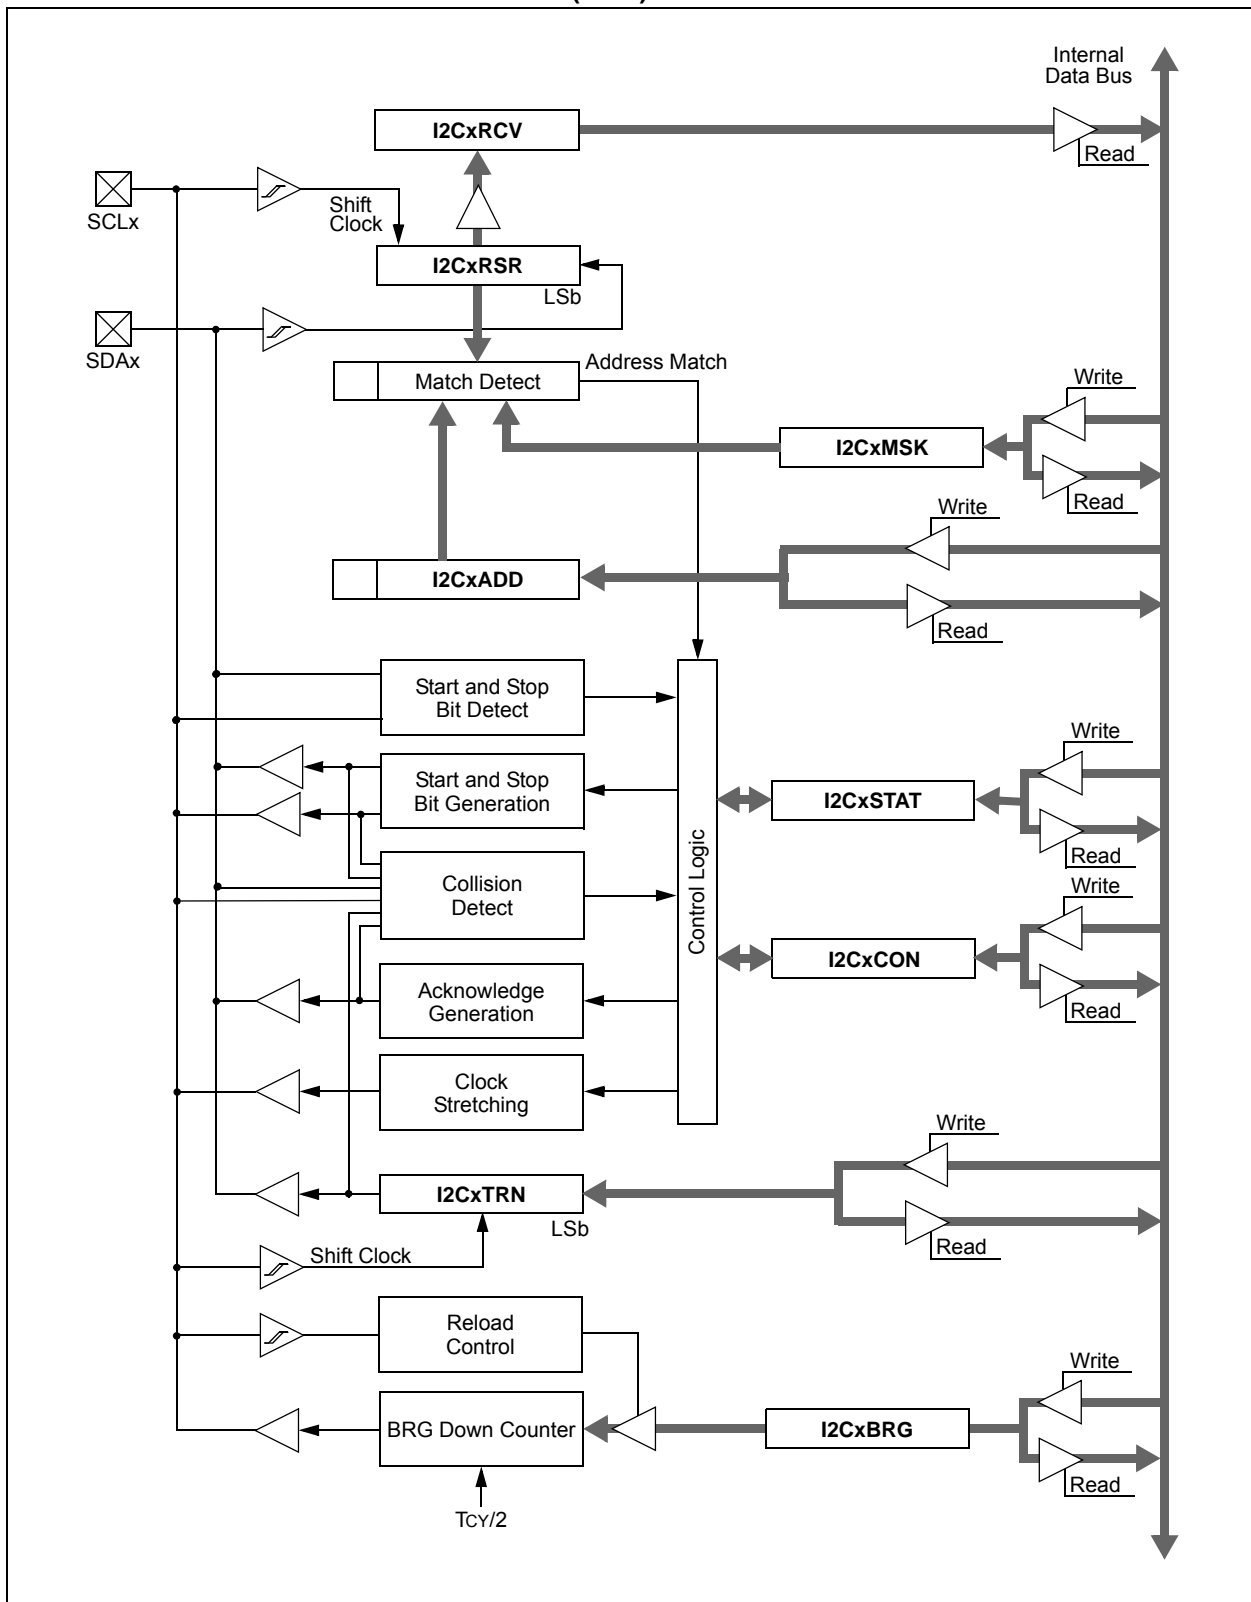 Internal
Data Bus
I2CxRCV
Read
SCLx
Shift
Clock
I2CxRSR
LSb
SDAx
Address Match
Match Detect
Write
I2CxMSK
Read
Write
I2CxADD
Read
Start and Stop
Bit Detect
Start and Stop
Bit Generation
Write
I2CxSTAT
Read
Control Logic
Collision
Detect
Write
I2CxCON
Read
Acknowledge
Generation
Clock
Stretching
Write
I2CxTRN
LSb
Read
Shift Clock
Reload
Control
Write
BRG Down Counter
I2CxBRG
Read
TCY/2